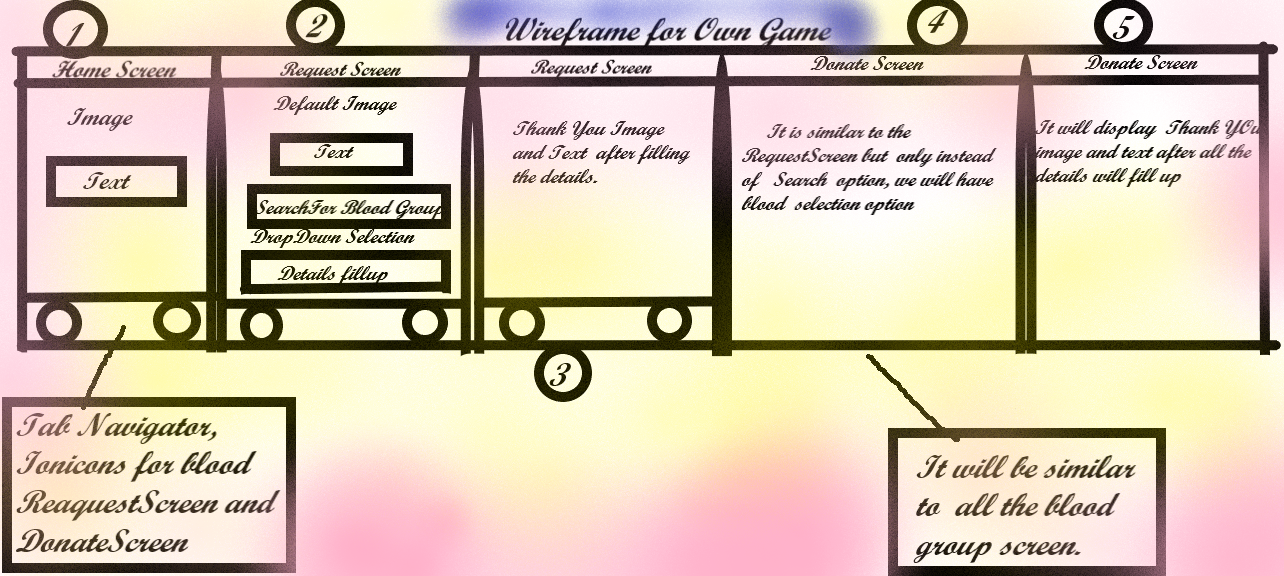 Wireframe for Own Game
1
2
4
5
Home Screen
Request Screen
Request Screen
Donate Screen
Donate Screen
Image
Text
Default Image
Text
SearchFor Blood Group
DropDown Selection
Details fillup
Thank You Image
and Text after filling
the details.
It is similar to the
RequestScreen but only instead
of Search option, we will have
blood selection option
It will display Thank YOu
image and text after all the
details will fill up
3
Tab Navigator,
Ionicons for blood
ReaquestScreen and
DonateScreen
It will be similar
to all the blood
group screen.